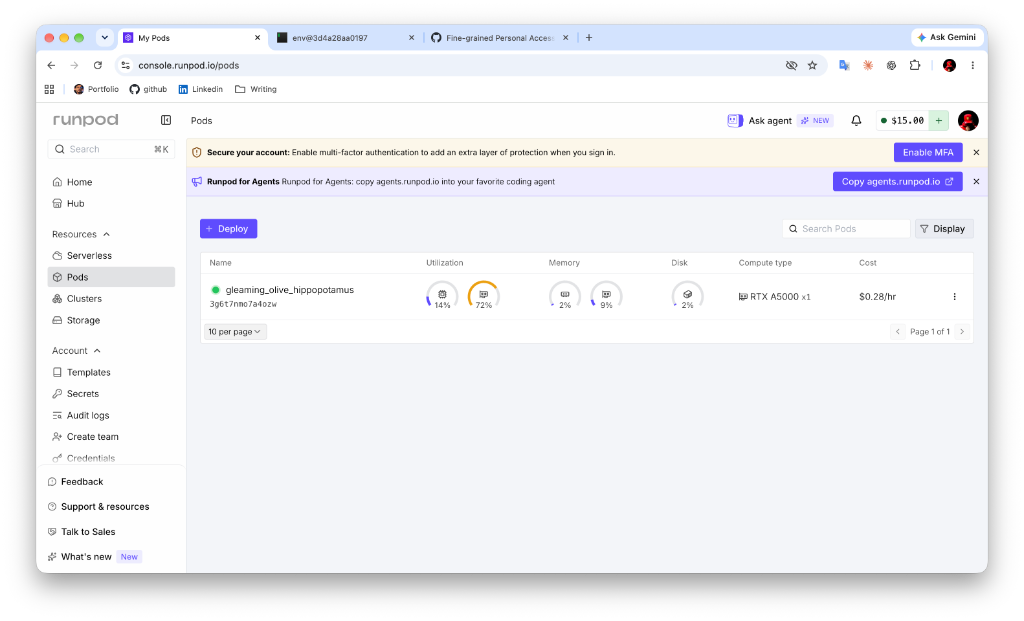 My Pods
env@3d4a26aa0197
Fine-grained Personal Access
Ask Gemini
console.runpod.io/pods
Portfolio
github
Linkedin
Writing
runpod
Pods
Ask agent
NEW
$15.00 +
Search
⌘K
Secure your account: Enable multi-factor authentication to add an extra layer of protection when you sign in.
Enable MFA
Runpod for Agents Runpod for Agents: copy agents.runpod.io into your favorite coding agent
Copy agents.runpod.io
Home
Hub
Resources
Serverless
Pods
Clusters
Storage
Account
Templates
Secrets
Audit logs
Create team
Credentials
Feedback
Support & resources
Talk to Sales
What's new
New
+ Deploy
Search Pods
Display
Name
Utilization
Memory
Disk
Compute type
Cost
gleaming_olive_hippopotamus
3g6t7nmo7a4ozw
14%
72%
2%
9%
2%
RTX A5000 x1
$0.28/hr
10 per page
Page 1 of 1